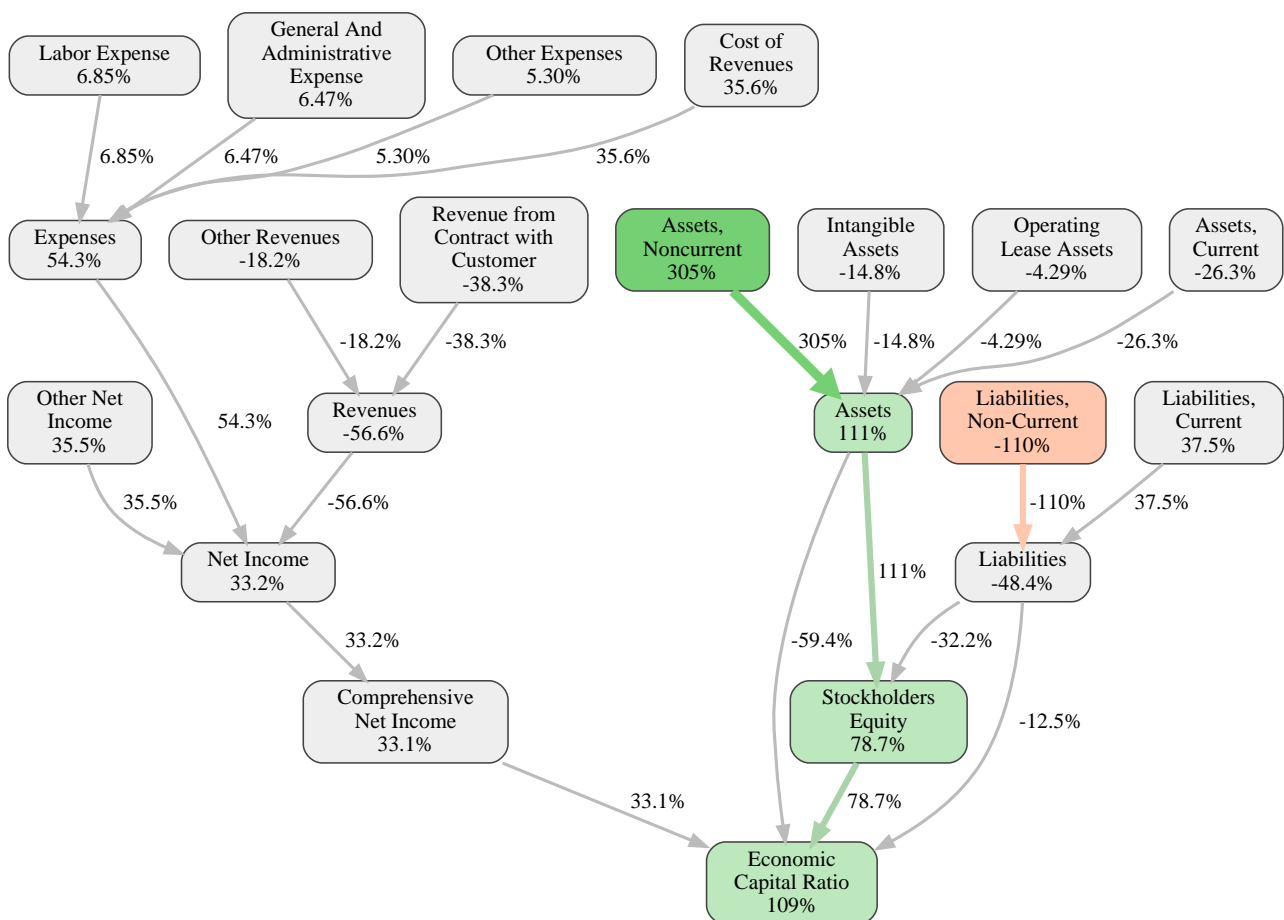 Labor Expense
6.85%
General And
Administrative
Expense
6.47%
Other Expenses
5.30%
Cost of
Revenues
35.6%
6.85%
6.47%
5.30%
35.6%
Expenses
54.3%
Other Revenues
-18.2%
Revenue from
Contract with
Customer
-38.3%
Assets,
Noncurrent
305%
Intangible
Assets
-14.8%
Operating
Lease Assets
-4.29%
Assets,
Current
-26.3%
-18.2%
-38.3%
305%
-14.8%
-4.29%
-26.3%
Other Net
Income
35.5%
54.3%
Revenues
-56.6%
Assets
111%
Liabilities,
Non-Current
-110%
Liabilities,
Current
37.5%
35.5%
-56.6%
-110%
37.5%
Net Income
33.2%
111%
Liabilities
-48.4%
33.2%
-59.4%
-32.2%
Comprehensive
Net Income
33.1%
Stockholders
Equity
78.7%
-12.5%
33.1%
78.7%
Economic
Capital Ratio
109%